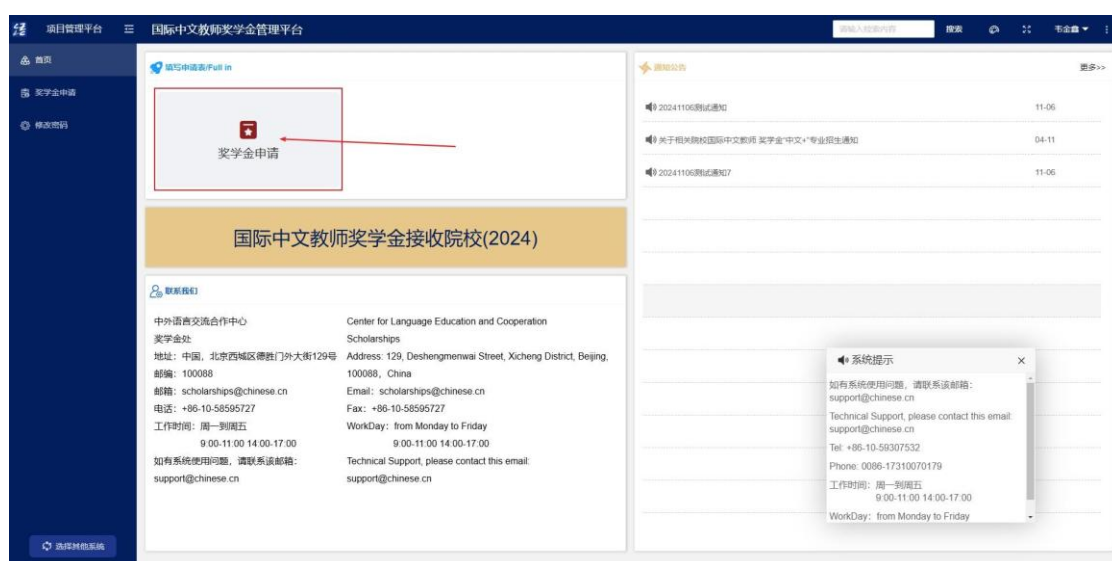 项目管理平台
国际中文教师奖学金管理平台
请输入检索内容
搜索
韦金鑫
首页
奖学金申请
修改密码
选择其他系统
填写申请表/Full in
奖学金申请
国际中文教师奖学金接收院校(2024)
联系我们
中外语言交流合作中心
奖学金处
地址：中国，北京西城区德胜门外大街129号
邮编：100088
邮箱：scholarships@chinese.cn
电话：+86-10-58595727
工作时间：周一到周五
9:00-11:00 14:00-17:00
如有系统使用问题，请联系该邮箱：
support@chinese.cn
Center for Language Education and Cooperation
Scholarships
Address: 129, Deshengmenwai Street, Xicheng District, Beijing,
100088，China
Email：scholarships@chinese.cn
Fax：+86-10-58595727
WorkDay：from Monday to Friday
9:00-11:00 14:00-17:00
Technical Support, please contact this email:
support@chinese.cn
通知公告
更多>>
20241106测试通知
11-06
关于相关院校国际中文教师 奖学金"中文+"专业招生通知
04-11
20241106测试通知7
11-06
系统提示
如有系统使用问题，请联系该邮箱：
support@chinese.cn
Technical Support, please contact this email:
support@chinese.cn
Tel: +86-10-59307532
Phone: 0086-17310070179
工作时间：周一到周五
9:00-11:00 14:00-17:00
WorkDay：from Monday to Friday